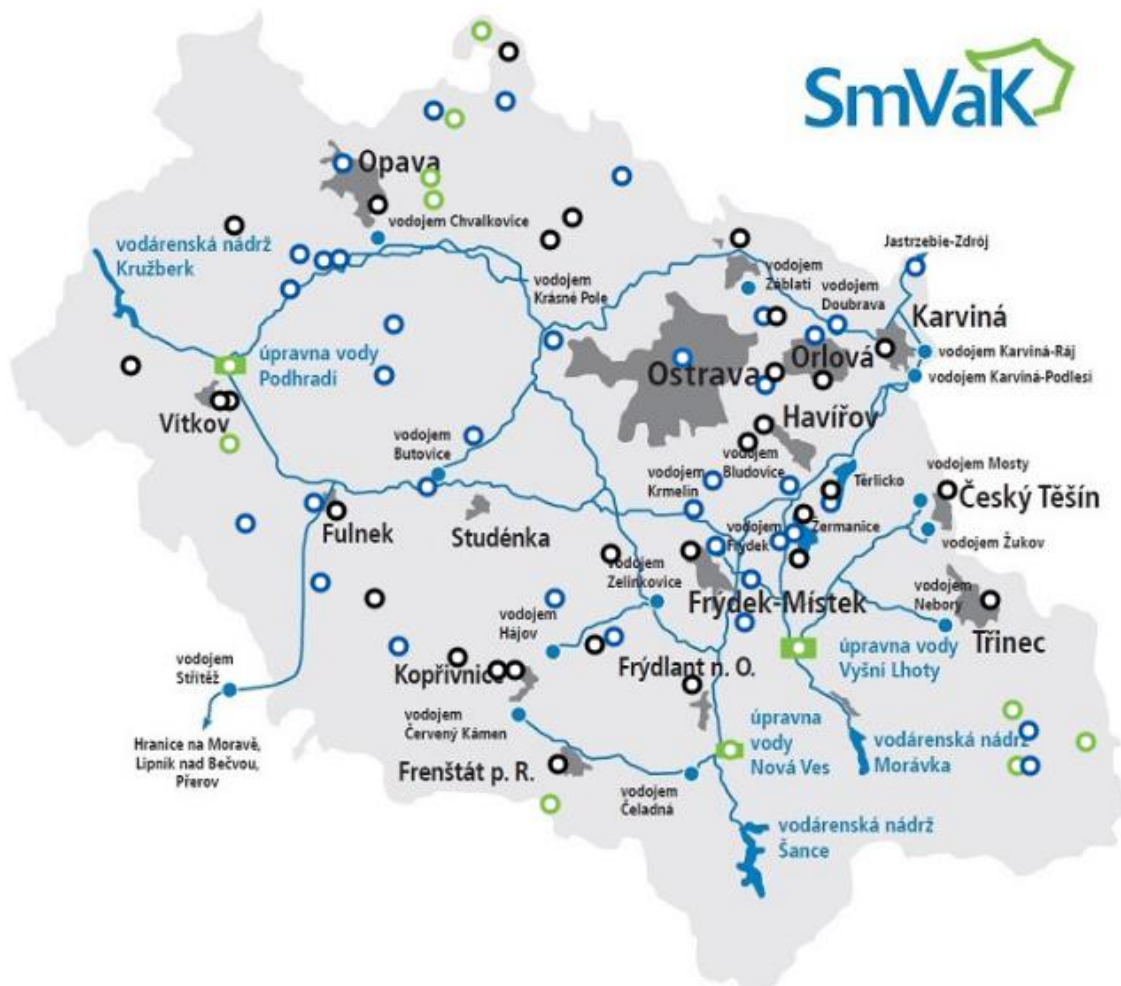 SmVaK
Opava
vodojem Chvalkovice
vodárenská nádrž
Kružberk
Jastrzebie-Zdrój
vodojem
Krásné Pole
vodojem
Záblatí
vodojem
Doubrava
Karviná
úpravna vody
Podhradí
Ostrava
Orlová
vodojem Karviná-Ráj
vodojem Karviná-Podlesí
Vítkov
Havířov
vodojem
Butovice
vodojem
Bludovice
vodojem
Krmelín
Těrlicko
vodojem Mosty
Český Těšín
Fulnek
Studénka
vodojem
Frýdek
Žermanice
vodojem Žukov
vodojem
Zelinkovice
Frýdek-Místek
vodojem
Nebory
Třinec
vodojem
Hájov
vodojem
Střítěž
Kopřivnice
Frýdlant n. O.
úpravna vody
Vyšní Lhoty
vodojem
Červený Kámen
úpravna
vody
Nová Ves
vodárenská nádrž
Morávka
Hranice na Moravě,
Lipník nad Bečvou,
Přerov
Frenštát p. R.
vodojem
Čeladná
vodárenská nádrž
Šance